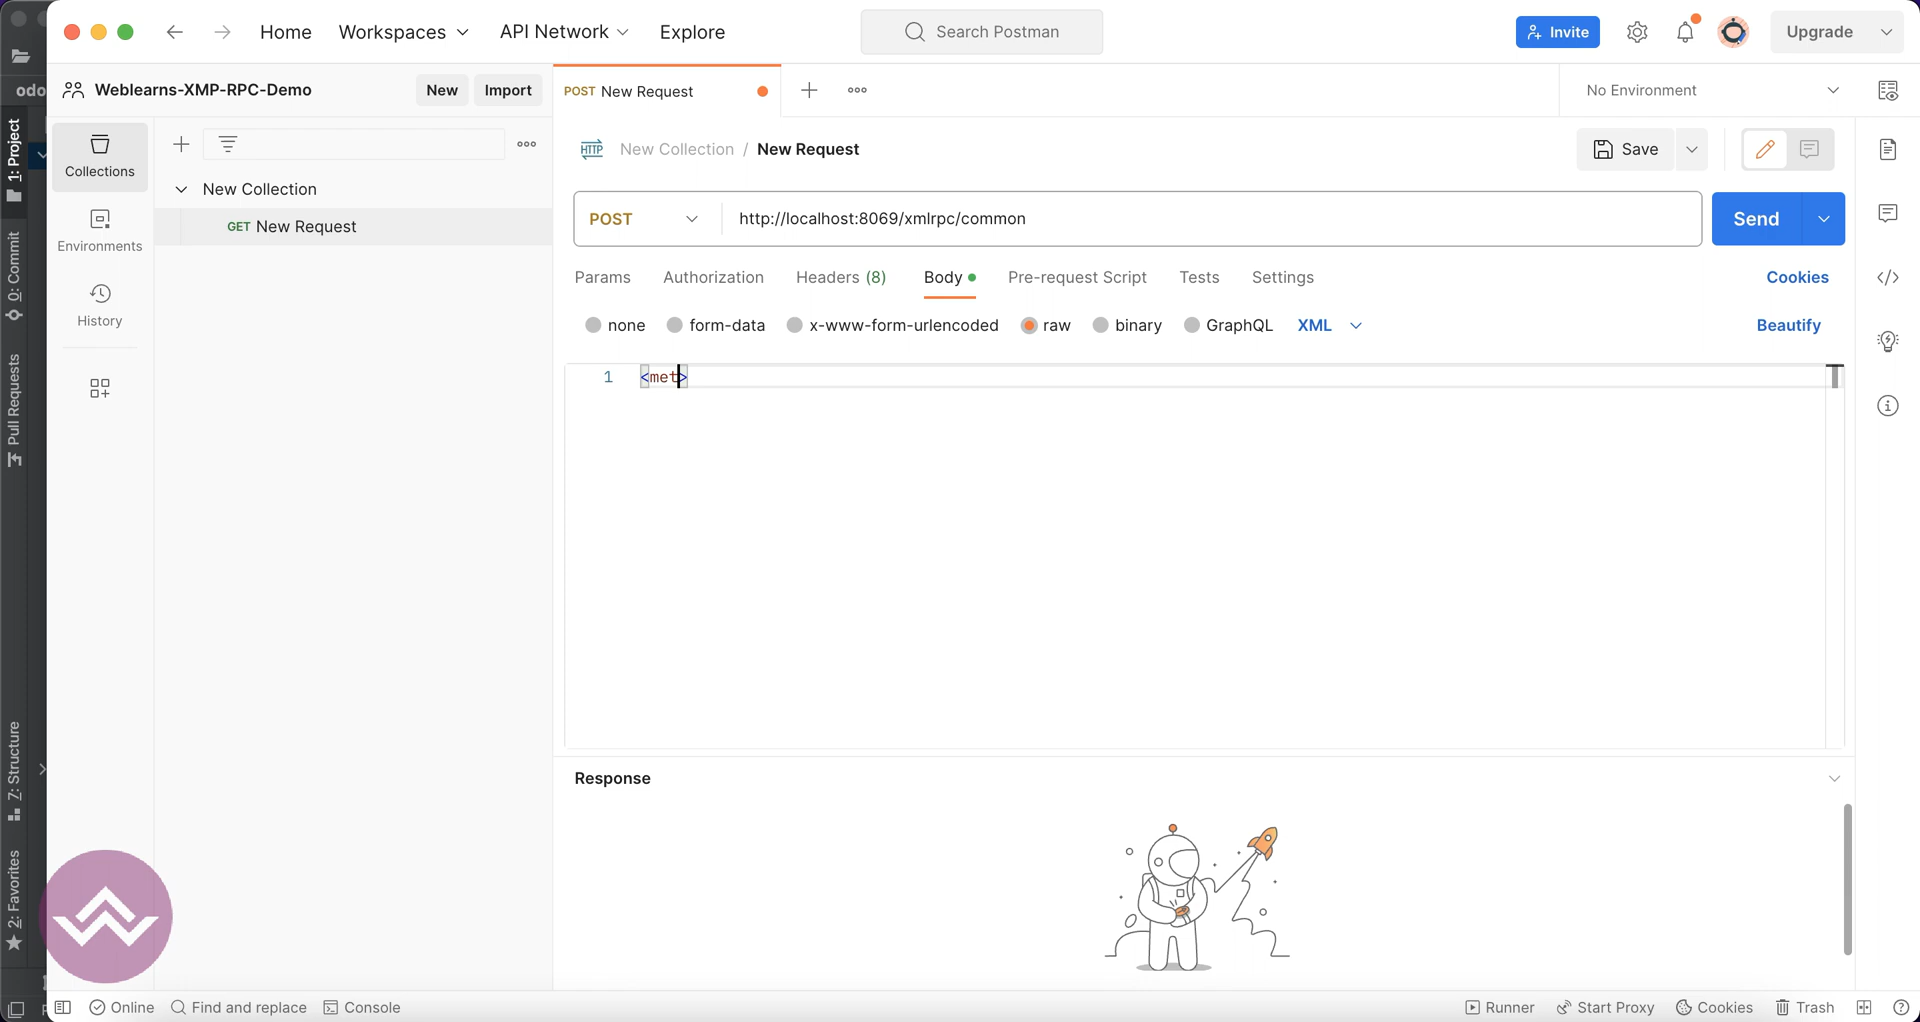 Home
Workspaces
API Network
Explore
Search Postman
Invite
Upgrade
odo
Weblearns-XMP-RPC-Demo
New
Import
POST New Request
No Environment
1: Project
0: Commit
Pull Requests
Z: Structure
2: Favorites
Collections
Environments
History
New Collection
GET New Request
HTTP New Collection / New Request
Save
POST
http://localhost:8069/xmlrpc/common
Send
Params Authorization Headers (8) Body Pre-request Script Tests Settings
Cookies
none form-data x-www-form-urlencoded raw binary GraphQL XML
Beautify
1 <met>
Response
Online
Find and replace
Console
Runner
Start Proxy
Cookies
Trash